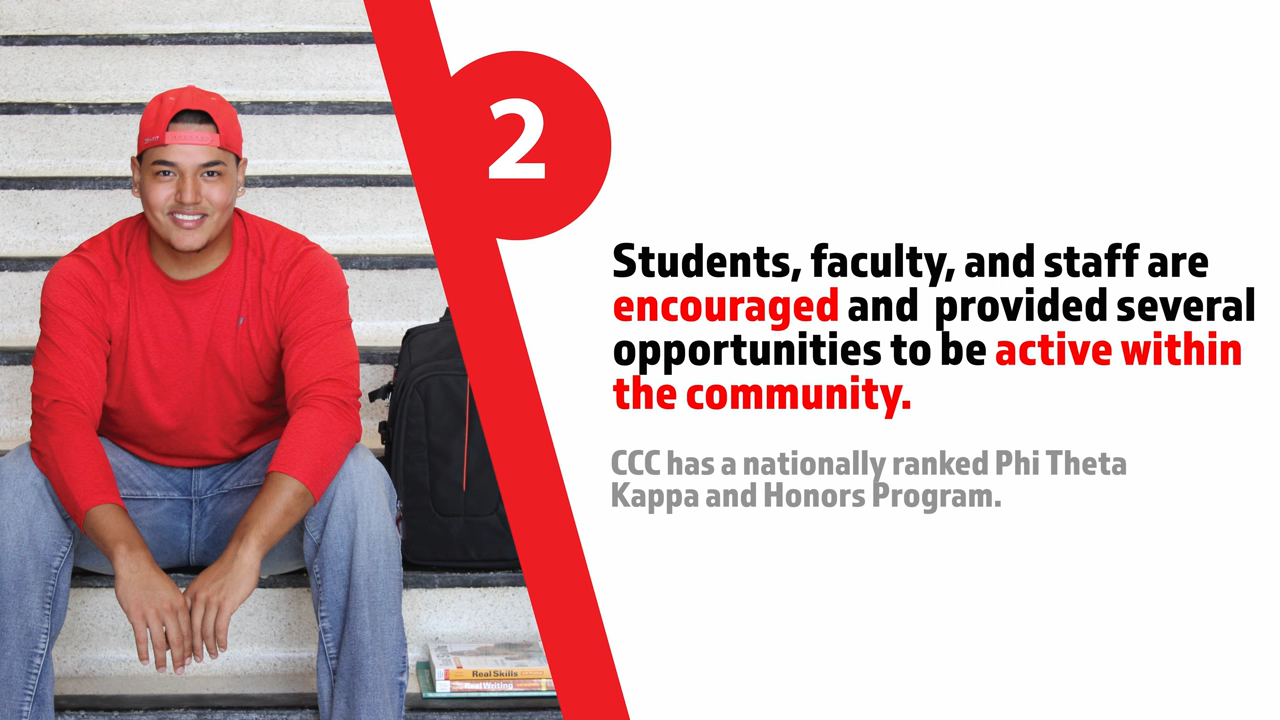 2
Students, faculty, and staff are
encouraged and provided several
opportunities to be active within
the community.
CCC has a nationally ranked Phi Theta
Kappa and Honors Program.
Real Skills
Real Writing